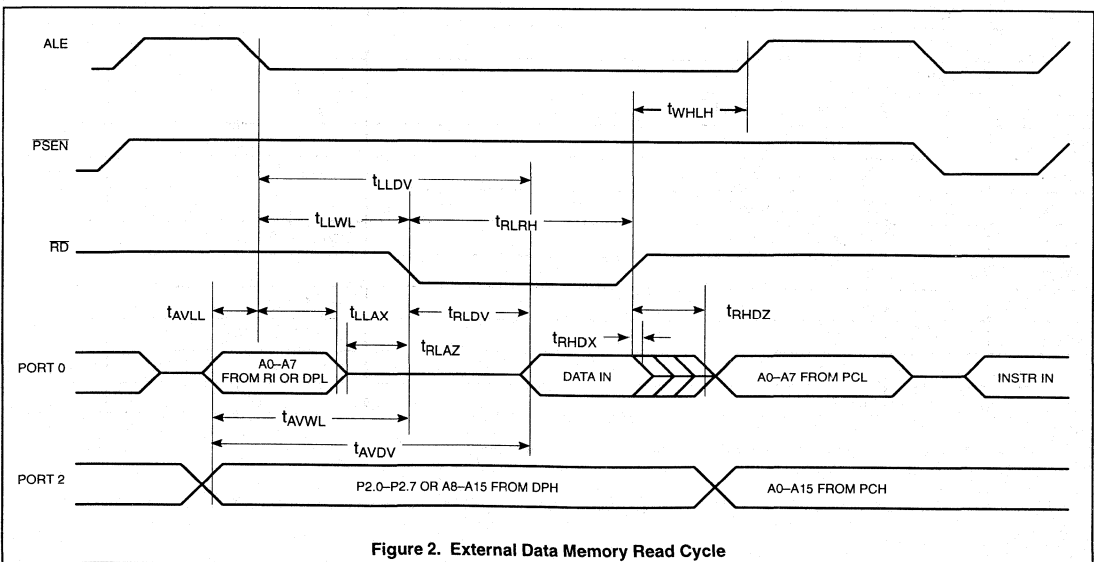 ALE
tWHLH
PSEN
tLLDV
tLLWL
tRLRH
RD
tAVLL
tLLAX
tRLDV
tRHDZ
tRHDX
tRLAZ
PORT 0
A0–A7
FROM RI OR DPL
DATA IN
A0–A7 FROM PCL
INSTR IN
tAVWL
tAVDV
PORT 2
P2.0–P2.7 OR A8–A15 FROM DPH
A0–A15 FROM PCH
Figure 2. External Data Memory Read Cycle